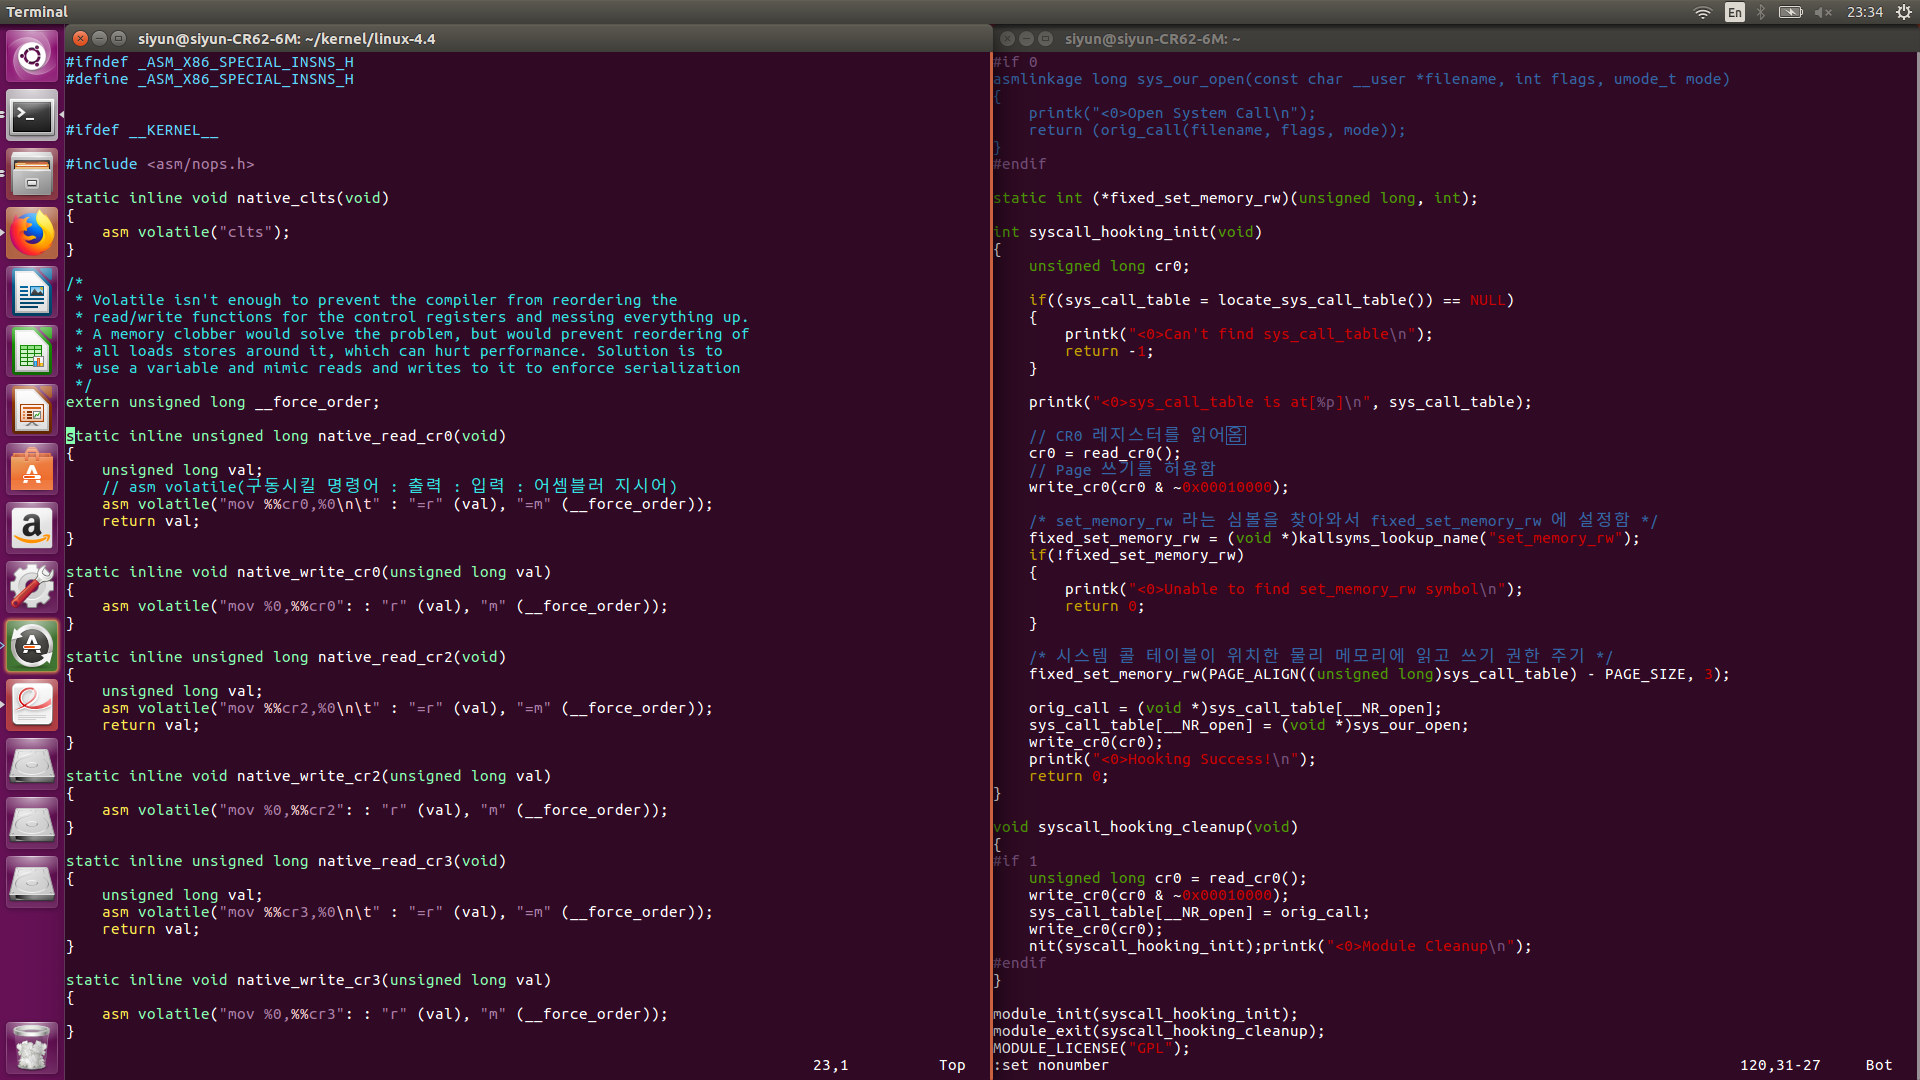 Terminal
En
23:34
siyun@siyun-CR62-6M: ~/kernel/linux-4.4
#ifndef _ASM_X86_SPECIAL_INSNS_H
#define _ASM_X86_SPECIAL_INSNS_H
#ifdef __KERNEL__
#include <asm/nops.h>
static inline void native_clts(void)
{
    asm volatile("clts");
}
/*
 * Volatile isn't enough to prevent the compiler from reordering the
 * read/write functions for the control registers and messing everything up.
 * A memory clobber would solve the problem, but would prevent reordering of
 * all loads stores around it, which can hurt performance. Solution is to
 * use a variable and mimic reads and writes to it to enforce serialization
 */
extern unsigned long __force_order;
static inline unsigned long native_read_cr0(void)
{
    unsigned long val;
    // asm volatile(구동시킬 명령어 : 출력 : 입력 : 어셈블러 지시어)
    asm volatile("mov %%cr0,%0\n\t" : "=r" (val), "=m" (__force_order));
    return val;
}
static inline void native_write_cr0(unsigned long val)
{
    asm volatile("mov %0,%%cr0": : "r" (val), "m" (__force_order));
}
static inline unsigned long native_read_cr2(void)
{
    unsigned long val;
    asm volatile("mov %%cr2,%0\n\t" : "=r" (val), "=m" (__force_order));
    return val;
}
static inline void native_write_cr2(unsigned long val)
{
    asm volatile("mov %0,%%cr2": : "r" (val), "m" (__force_order));
}
static inline unsigned long native_read_cr3(void)
{
    unsigned long val;
    asm volatile("mov %%cr3,%0\n\t" : "=r" (val), "=m" (__force_order));
    return val;
}
static inline void native_write_cr3(unsigned long val)
{
    asm volatile("mov %0,%%cr3": : "r" (val), "m" (__force_order));
}
23,1 Top
siyun@siyun-CR62-6M: ~
#if 0
asmlinkage long sys_our_open(const char __user *filename, int flags, umode_t mode)
{
    printk("<0>Open System Call\n");
    return (orig_call(filename, flags, mode));
}
#endif
static int (*fixed_set_memory_rw)(unsigned long, int);
int syscall_hooking_init(void)
{
    unsigned long cr0;
    if((sys_call_table = locate_sys_call_table()) == NULL)
    {
        printk("<0>Can't find sys_call_table\n");
        return -1;
    }
    printk("<0>sys_call_table is at[%p]\n", sys_call_table);
    // CR0 레지스터를 읽어옴
    cr0 = read_cr0();
    // Page 쓰기를 허용함
    write_cr0(cr0 & ~0x00010000);
    /* set_memory_rw 라는 심볼을 찾아와서 fixed_set_memory_rw 에 설정함 */
    fixed_set_memory_rw = (void *)kallsyms_lookup_name("set_memory_rw");
    if(!fixed_set_memory_rw)
    {
        printk("<0>Unable to find set_memory_rw symbol\n");
        return 0;
    }
    /* 시스템 콜 테이블이 위치한 물리 메모리에 읽고 쓰기 권한 주기 */
    fixed_set_memory_rw(PAGE_ALIGN((unsigned long)sys_call_table) - PAGE_SIZE, 3);
    orig_call = (void *)sys_call_table[__NR_open];
    sys_call_table[__NR_open] = (void *)sys_our_open;
    write_cr0(cr0);
    printk("<0>Hooking Success!\n");
    return 0;
}
void syscall_hooking_cleanup(void)
{
#if 1
    unsigned long cr0 = read_cr0();
    write_cr0(cr0 & ~0x00010000);
    sys_call_table[__NR_open] = orig_call;
    write_cr0(cr0);
    nit(syscall_hooking_init);printk("<0>Module Cleanup\n");
#endif
}
module_init(syscall_hooking_init);
module_exit(syscall_hooking_cleanup);
MODULE_LICENSE("GPL");
:set nonumber 120,31-27 Bot